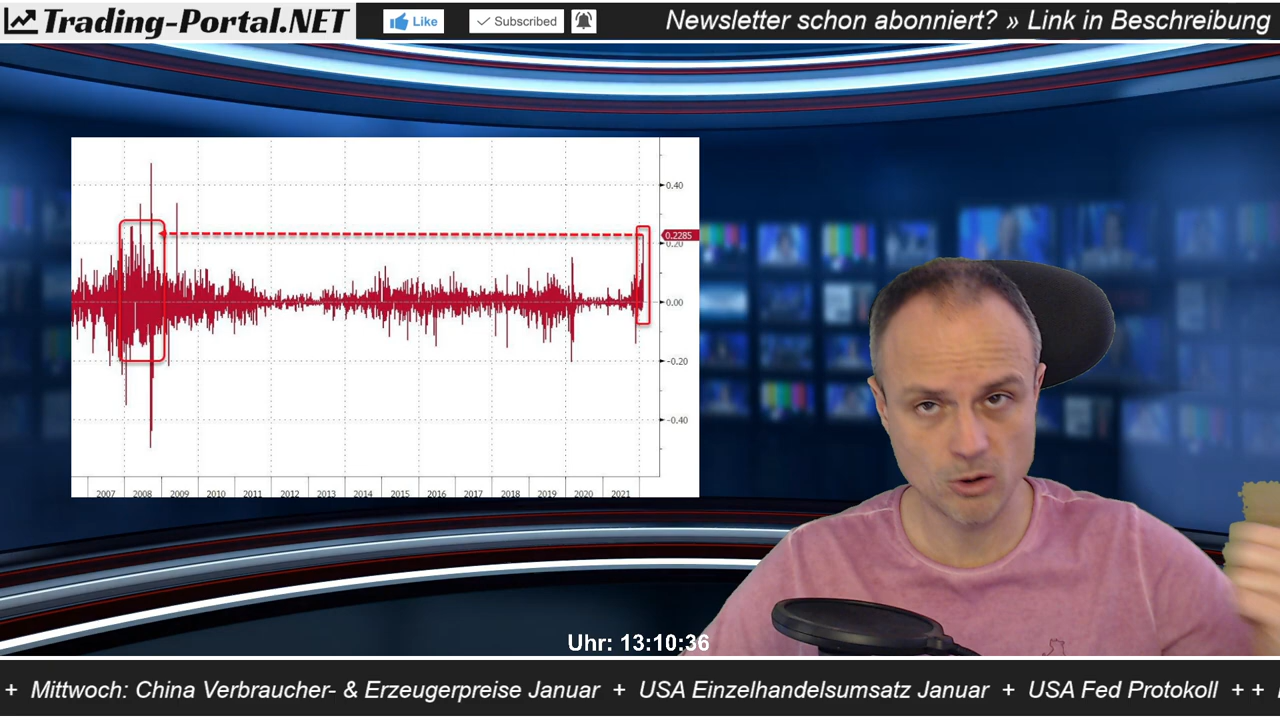 Trading-Portal.NET
Like
Subscribed
Newsletter schon abonniert? » Link in Beschreibung
0.40
0.2285
0.20
0.00
-0.20
-0.40
2007 2008 2009 2010 2011 2012 2013 2014 2015 2016 2017 2018 2019 2020 2021
Uhr: 13:10:36
+ Mittwoch: China Verbraucher- & Erzeugerpreise Januar + USA Einzelhandelsumsatz Januar + USA Fed Protokoll + +